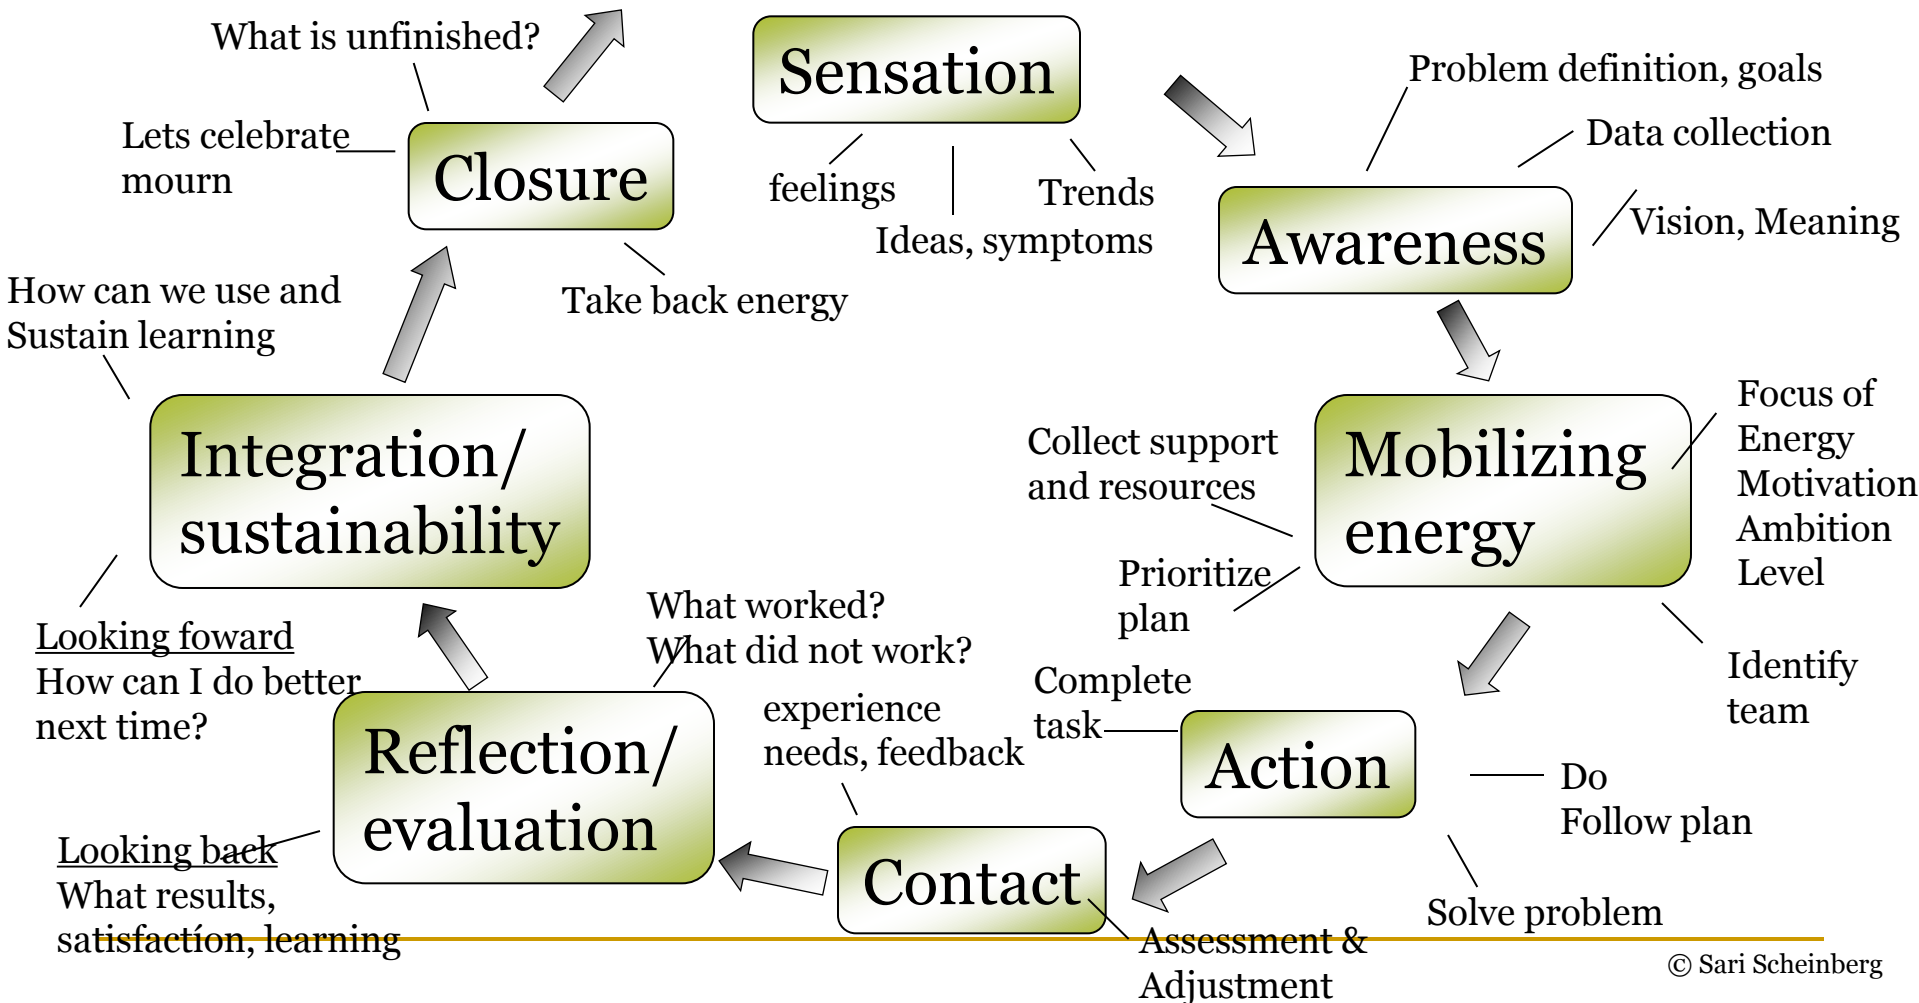 What is unfinished?
Lets celebrate
mourn
Closure
Take back energy
Sensation
feelings
Ideas, symptoms
Trends
Problem definition, goals
Data collection
Awareness
Vision, Meaning
Mobilizing
energy
Focus of
Energy
Motivation
Ambition
Level
Collect support
and resources
Prioritize
plan
Identify
team
Complete
task
Action
Do
Follow plan
Solve problem
experience
needs, feedback
Contact
Assessment &
Adjustment
What worked?
What did not work?
Reflection/
evaluation
Looking back
What results,
satisfactíon, learning
How can we use and
Sustain learning
Integration/
sustainability
Looking foward
How can I do better
next time?
© Sari Scheinberg